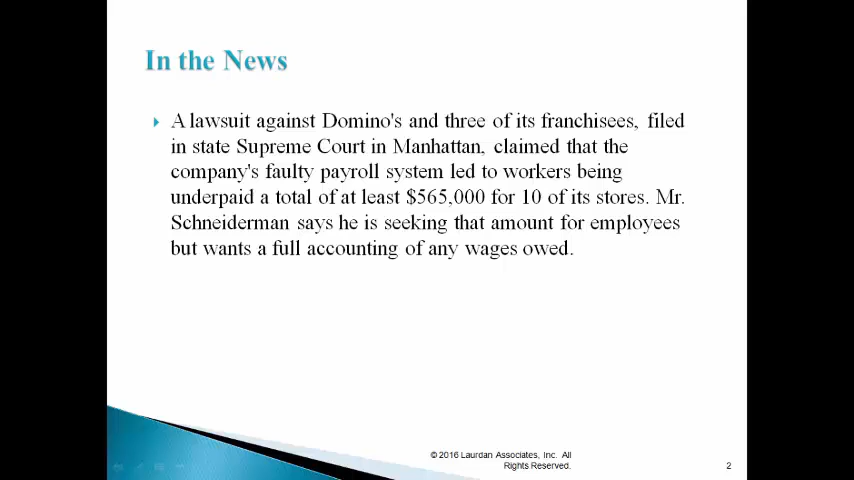 In the News
A lawsuit against Domino's and three of its franchisees, filed
in state Supreme Court in Manhattan, claimed that the
company's faulty payroll system led to workers being
underpaid a total of at least $565,000 for 10 of its stores. Mr.
Schneiderman says he is seeking that amount for employees
but wants a full accounting of any wages owed.
© 2016 Laurdan Associates, Inc. All
Rights Reserved.
2